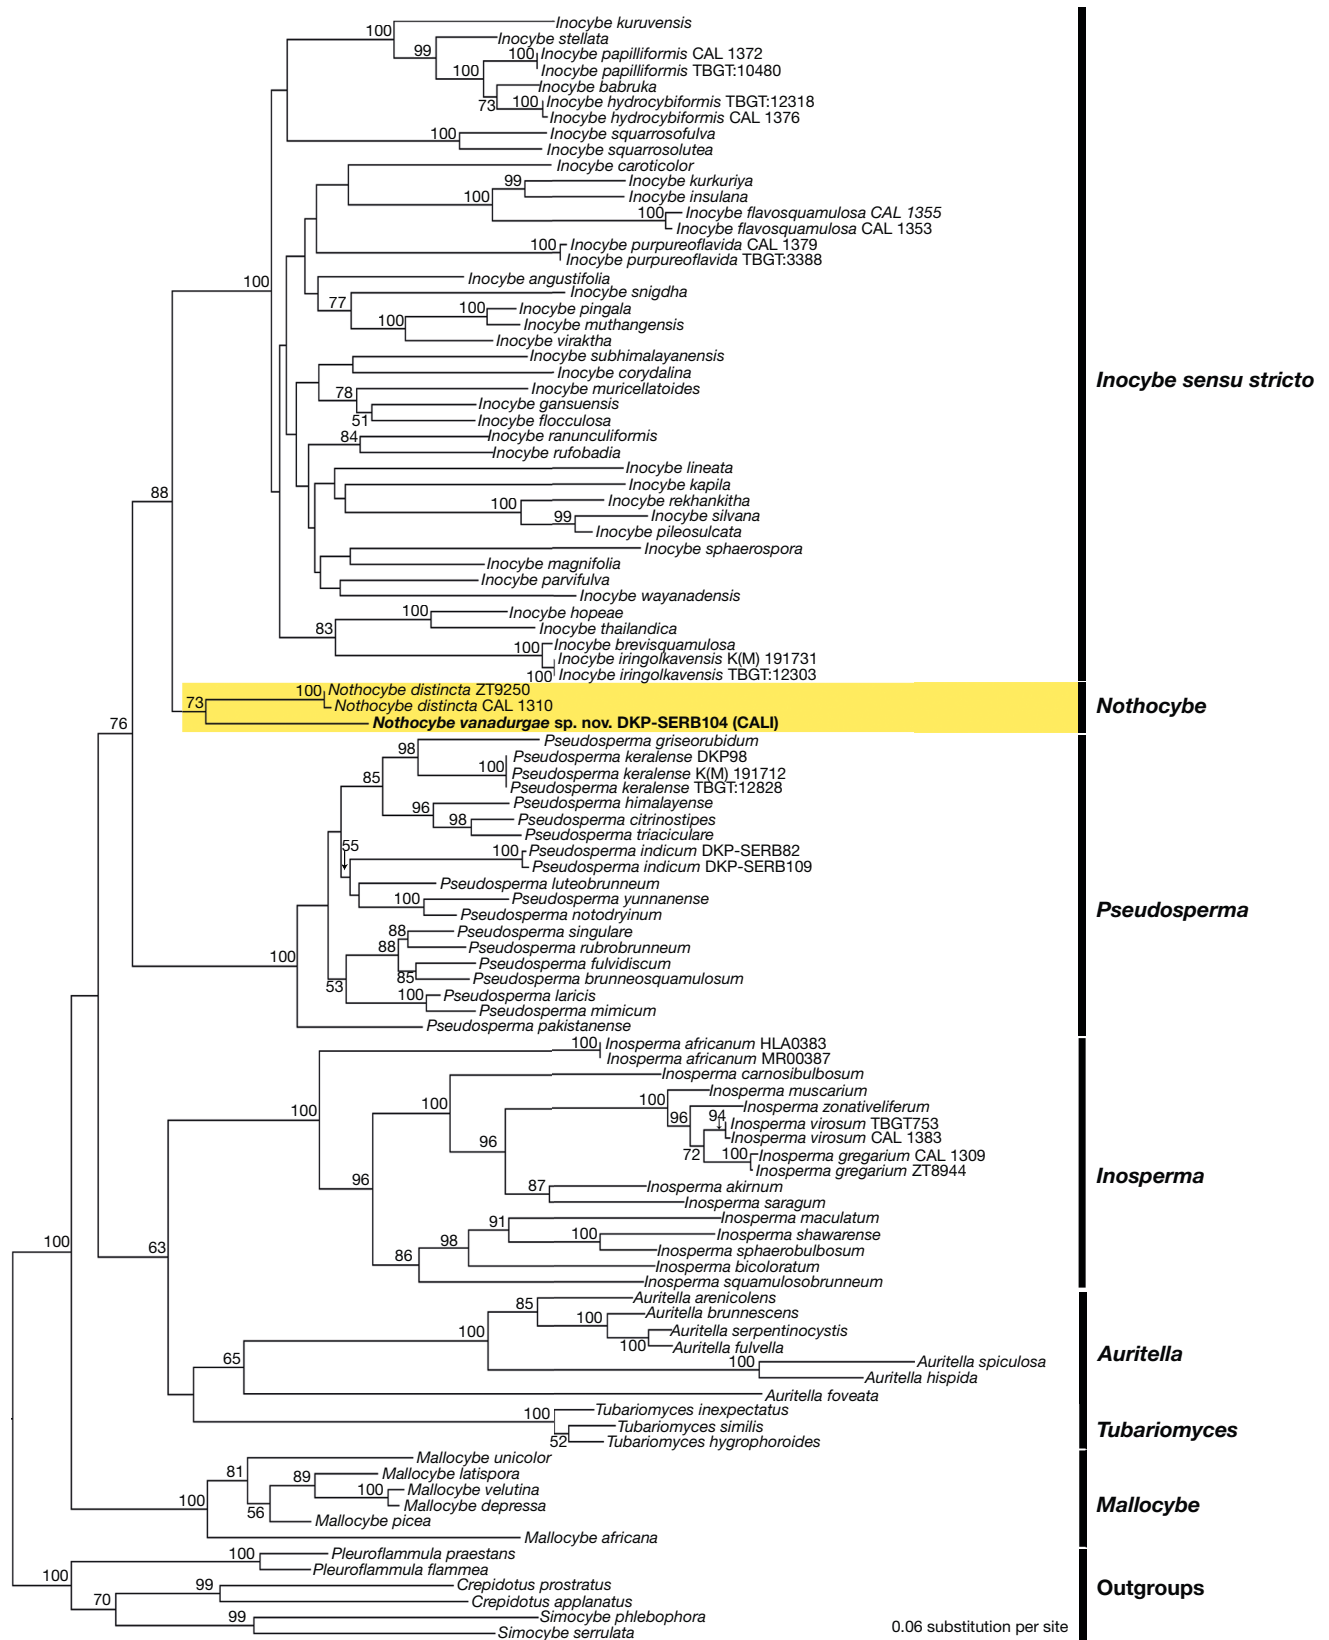 Inocybe kuruvensis
100
Inocybe stellata
99
100 Inocybe papilliformis CAL 1372
Inocybe papilliformis TBGT:10480
100
Inocybe babruka
73 100 Inocybe hydrocybiformis TBGT:12318
Inocybe hydrocybiformis CAL 1376
100 Inocybe squarrosofulva
Inocybe squarrosolutea
Inocybe caroticolor
99 Inocybe kurkuriya
100 Inocybe insulana
100 Inocybe flavosquamulosa CAL 1355
Inocybe flavosquamulosa CAL 1353
100 Inocybe purpureoflavida CAL 1379
Inocybe purpureoflavida TBGT:3388
100
Inocybe angustifolia
77 Inocybe snigdha
100 Inocybe pingala
100 Inocybe muthangensis
Inocybe viraktha
Inocybe subhimalayanensis
Inocybe corydalina
Inocybe sensu stricto
78 Inocybe muricellatoides
Inocybe gansuensis
51 Inocybe flocculosa
84 Inocybe ranunculiformis
Inocybe rufobadia
Inocybe lineata
Inocybe kapila
88
100 Inocybe rekhankitha
99 Inocybe silvana
Inocybe pileosulcata
Inocybe sphaerospora
Inocybe magnifolia
Inocybe parvifulva
Inocybe wayanadensis
100 Inocybe hopeae
83 Inocybe thailandica
100 Inocybe brevisquamulosa
Inocybe iringolkavensis K(M) 191731
100 Inocybe iringolkavensis TBGT:12303
100 Nothocybe distincta ZT9250
73 Nothocybe distincta CAL 1310
Nothocybe
76 Nothocybe vanadurgae sp. nov. DKP-SERB104 (CALI)
98 Pseudosperma griseorubidum
Pseudosperma keralense DKP98
100 Pseudosperma keralense K(M) 191712
85 Pseudosperma keralense TBGT:12828
96 Pseudosperma himalayense
98 Pseudosperma citrinostipes
Pseudosperma triaciculare
55 100 Pseudosperma indicum DKP-SERB82
Pseudosperma indicum DKP-SERB109
Pseudosperma luteobrunneum
100 Pseudosperma yunnanense
Pseudosperma notodryinum
Pseudosperma
88 Pseudosperma singulare
88 Pseudosperma rubrobrunneum
100
Pseudosperma fulvidiscum
85 Pseudosperma brunneosquamulosum
53
100 Pseudosperma laricis
Pseudosperma mimicum
Pseudosperma pakistanense
100 Inosperma africanum HLA0383
Inosperma africanum MR00387
Inosperma carnosibulbosum
Inosperma muscarium
100 100 100
Inosperma zonativeliferum
96 94 Inosperma virosum TBGT753
Inosperma virosum CAL 1383
96
72 100 Inosperma gregarium CAL 1309
Inosperma gregarium ZT8944
Inosperma
96 87 Inosperma akirnum
Inosperma saragum
91 Inosperma maculatum
100 Inosperma shawarense
98 Inosperma sphaerobulbosum
100 63 86
Inosperma bicoloratum
Inosperma squamulosobrunneum
85 Auritella arenicolens
100 Auritella brunnescens
100 Auritella serpentinocystis
100 Auritella fulvella
Auritella
65 100 Auritella spiculosa
Auritella hispida
Auritella foveata
100 Tubariomyces inexpectatus
Tubariomyces similis
Tubariomyces
52 Tubariomyces hygrophoroides
Mallocybe unicolor
81 Mallocybe latispora
89
100 Mallocybe velutina
100 Mallocybe depressa
Mallocybe
56 Mallocybe picea
Mallocybe africana
100 Pleuroflammula praestans
Pleuroflammula flammea
100 99 Crepidotus prostratus
Outgroups
70 Crepidotus applanatus
99 Simocybe phlebophora
Simocybe serrulata
0.06 substitution per site